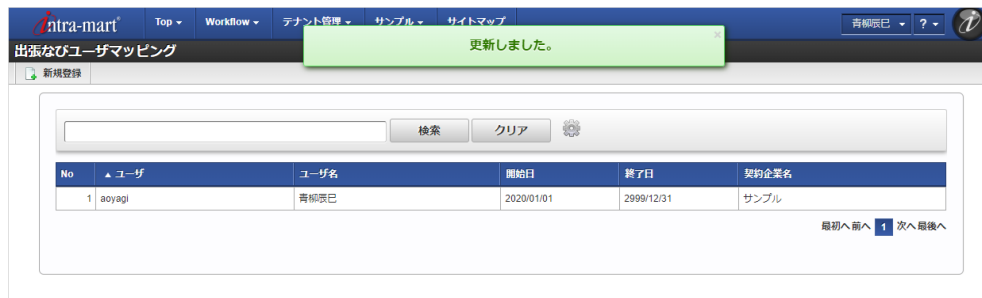 intra-mart® Top Workflow テナント管理 サンプル サイトマップ 青柳辰巳 ?
更新しました。 ×
出張なびユーザマッピング
新規登録
検索 クリア
No ▲ ユーザ ユーザ名 開始日 終了日 契約企業名
1 aoyagi 青柳辰巳 2020/01/01 2999/12/31 サンプル
最初へ 前へ 1 次へ 最後へ